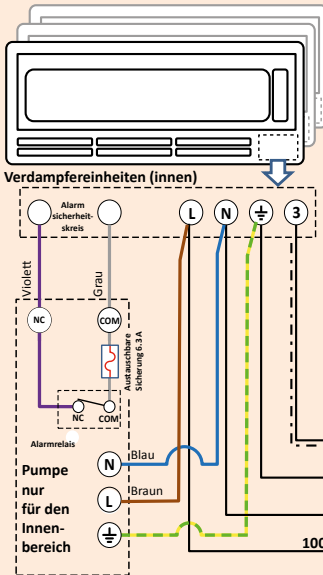 Verdampfereinheiten (innen)
Alarm
sicherheit-
skreis
L
N
3
Violett
Grau
NC
COM
Austauschbare
Sicherung 6.3 A
NC
COM
Alarmrelais
Pumpe
nur
für den
Innen-
bereich
N
Blau
L
Braun
100